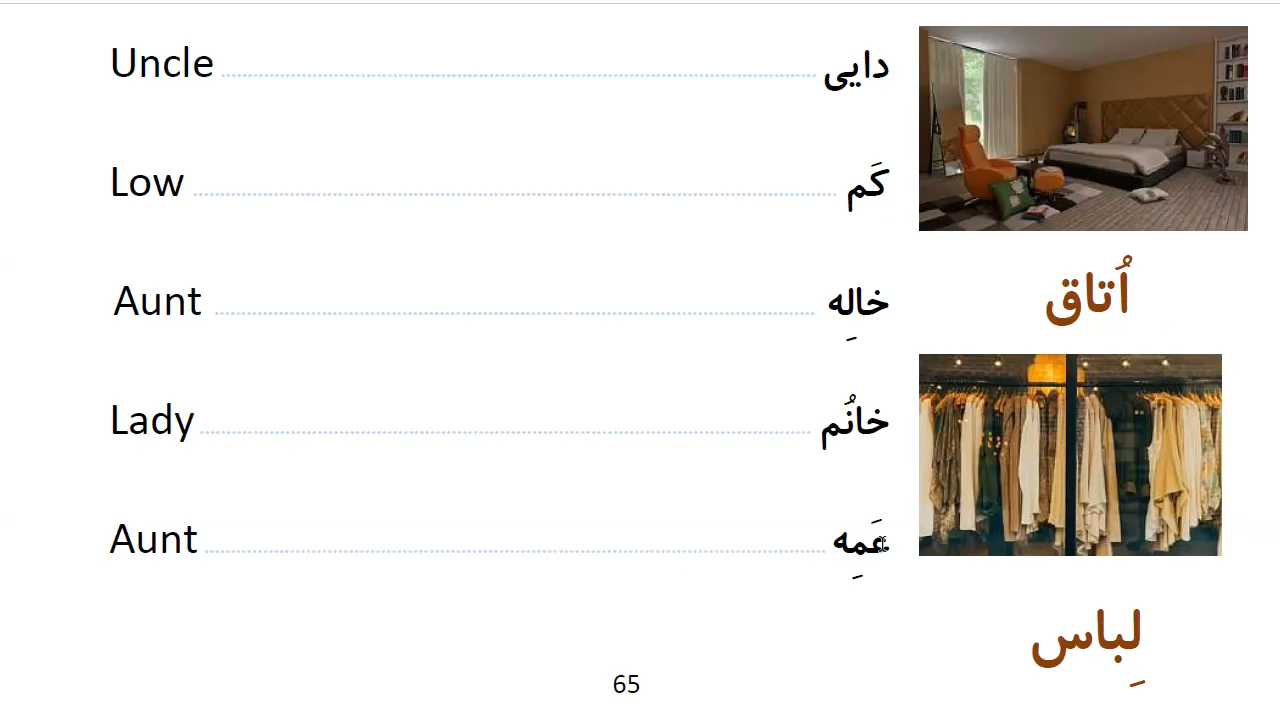 Uncle ........ دایی
Low ........ کَم
Aunt ........ خالِه
Lady ........ خانُم
Aunt ........ عَمِه
اُتاق
لِباس
65